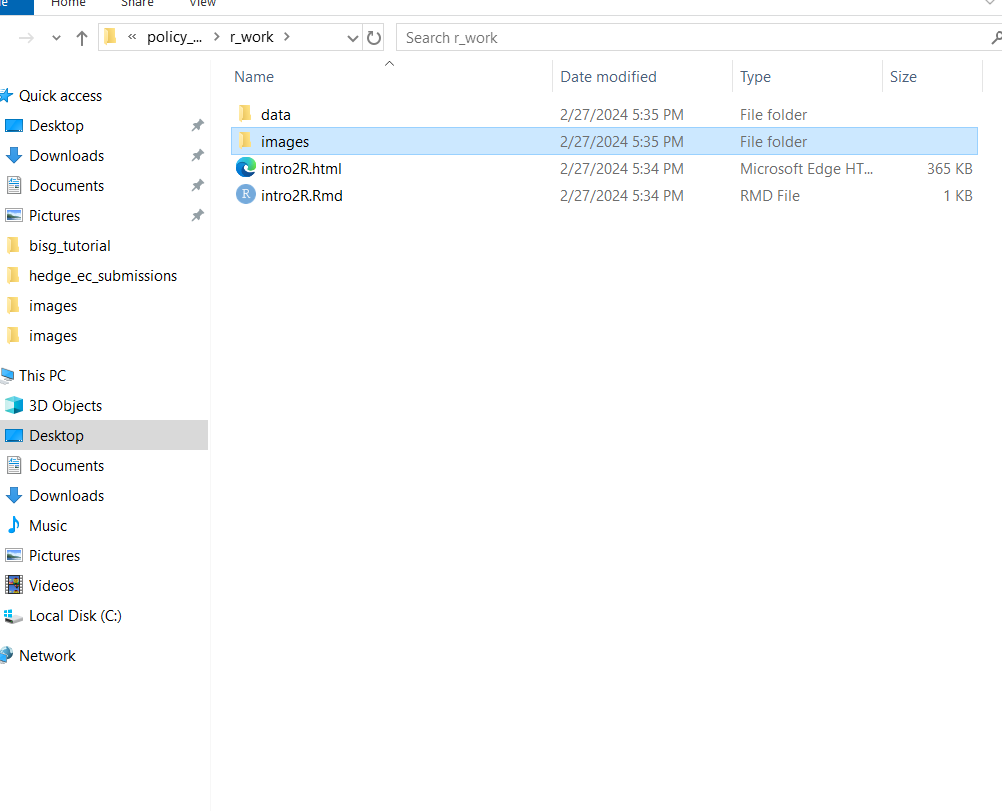 Home Share View
« policy_... > r_work > Search r_work
Name Date modified Type Size
Quick access
Desktop
Downloads
Documents
Pictures
bisg_tutorial
hedge_ec_submissions
images
images
This PC
3D Objects
Desktop
Documents
Downloads
Music
Pictures
Videos
Local Disk (C:)
Network
data 2/27/2024 5:35 PM File folder
images 2/27/2024 5:35 PM File folder
intro2R.html 2/27/2024 5:34 PM Microsoft Edge HT... 365 KB
R intro2R.Rmd 2/27/2024 5:34 PM RMD File 1 KB